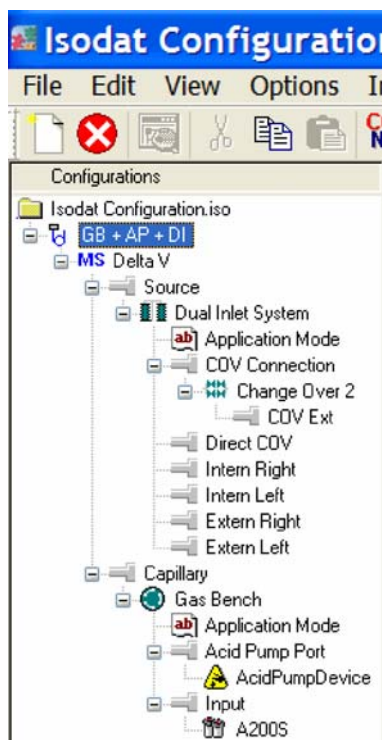 Isodat Configuratio
File Edit View Options I
Configurations
Isodat Configuration.iso
GB + AP + DI
MS Delta V
Source
Dual Inlet System
ab Application Mode
COV Connection
Change Over 2
COV Ext
Direct COV
Intern Right
Intern Left
Extern Right
Extern Left
Capillary
Gas Bench
ab Application Mode
Acid Pump Port
AcidPumpDevice
Input
A200S